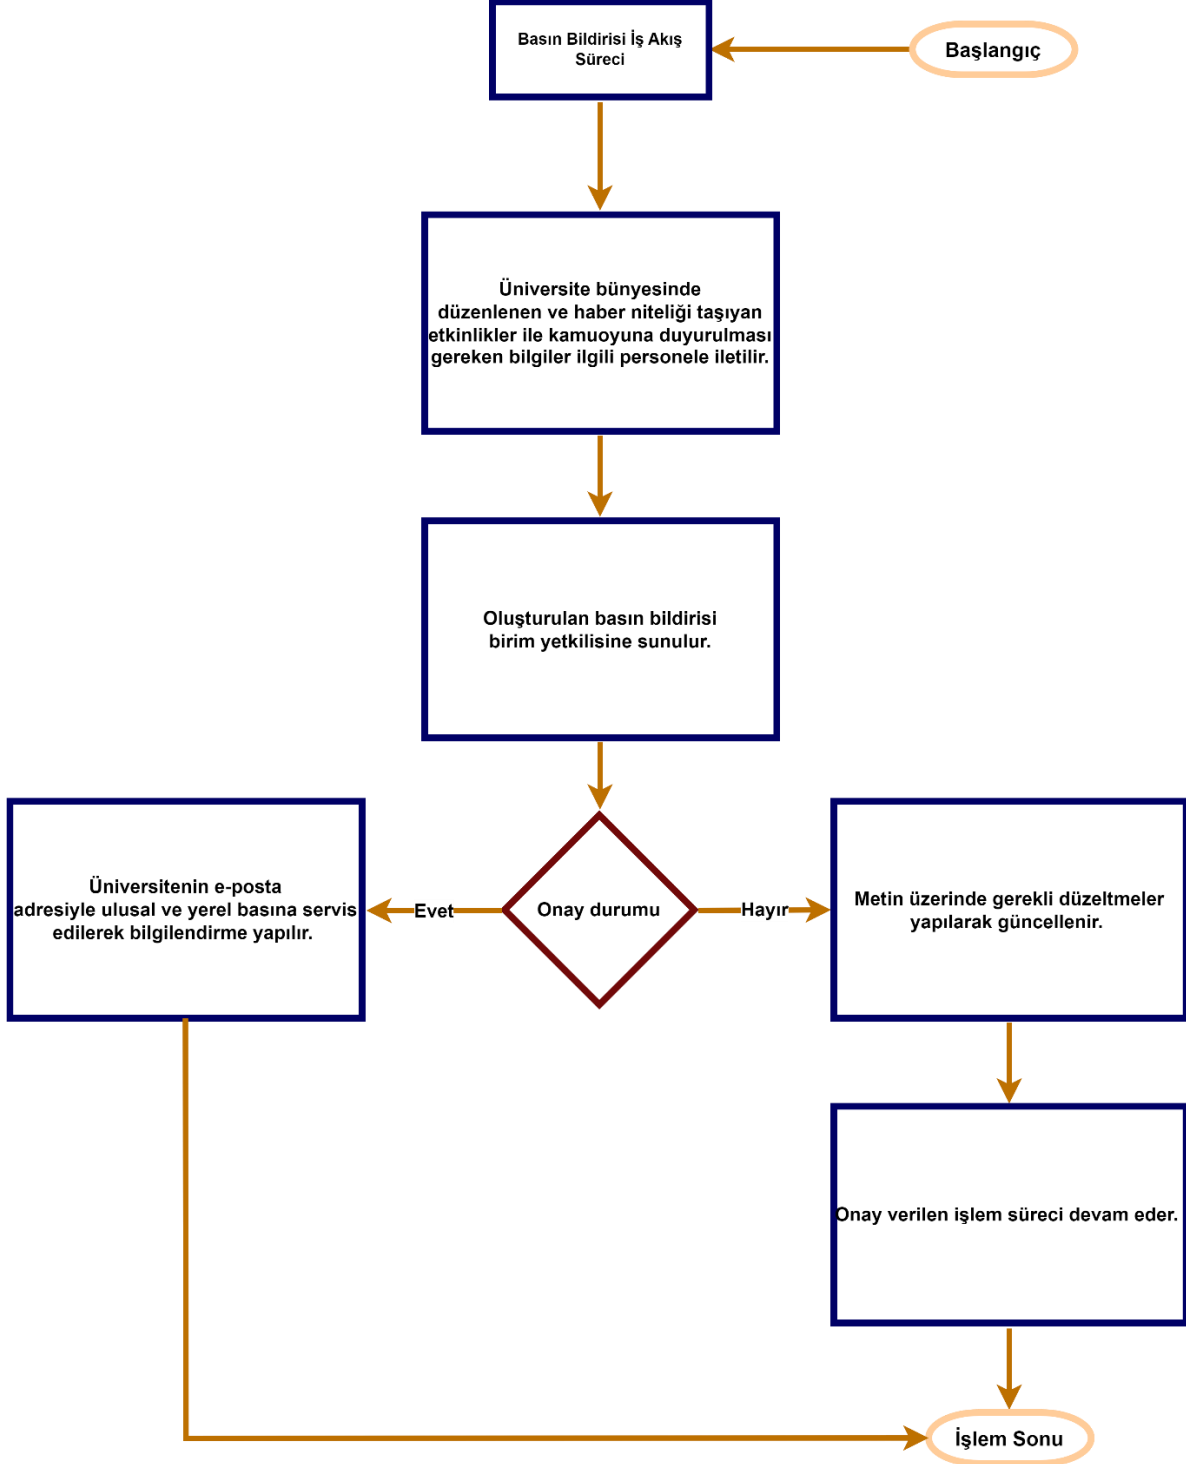 Basın Bildirisi İş Akış
Süreci
Başlangıç
Üniversite bünyesinde
düzenlenen ve haber niteliği taşıyan
etkinlikler ile kamuoyuna duyurulması
gereken bilgiler ilgili personele iletilir.
Oluşturulan basın bildirisi
birim yetkilisine sunulur.
Üniversitenin e-posta
adresiyle ulusal ve yerel basına servis
edilerek bilgilendirme yapılır.
Evet
Onay durumu
Hayır
Metin üzerinde gerekli düzeltmeler
yapılarak güncellenir.
Onay verilen işlem süreci devam eder.
İşlem Sonu